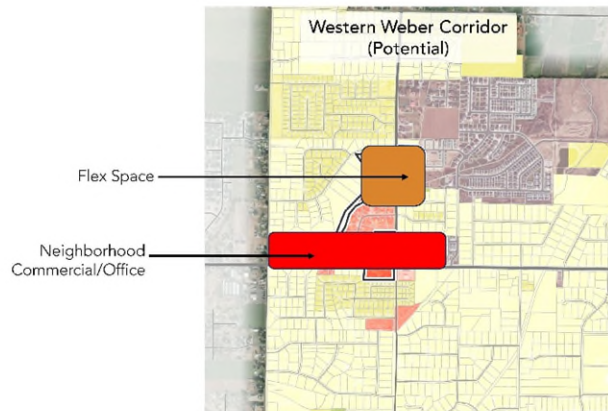 Western Weber Corridor
(Potential)
Flex Space
Neighborhood
Commercial/Office